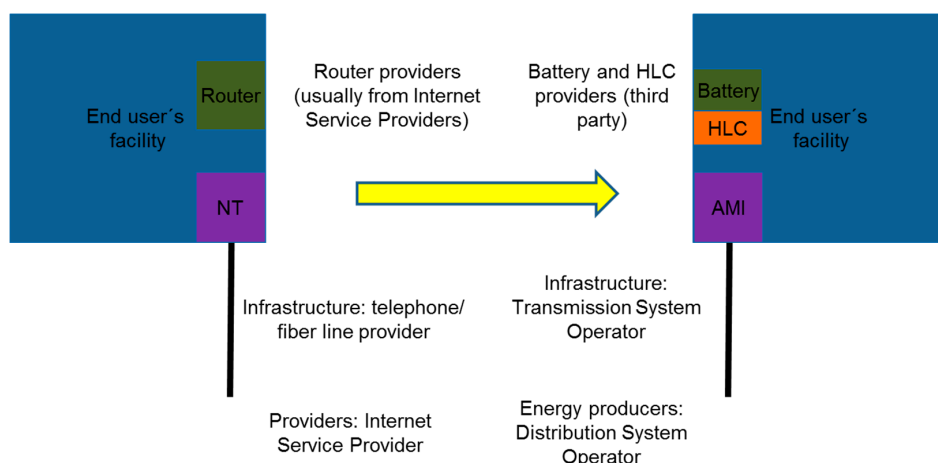 End user´s
facility
Router
NT
Router providers
(usually from Internet
Service Providers)
Battery and HLC
providers (third
party)
Battery
HLC
End user´s
facility
AMI
Infrastructure: telephone/
fiber line provider
Infrastructure:
Transmission System
Operator
Providers: Internet
Service Provider
Energy producers:
Distribution System
Operator